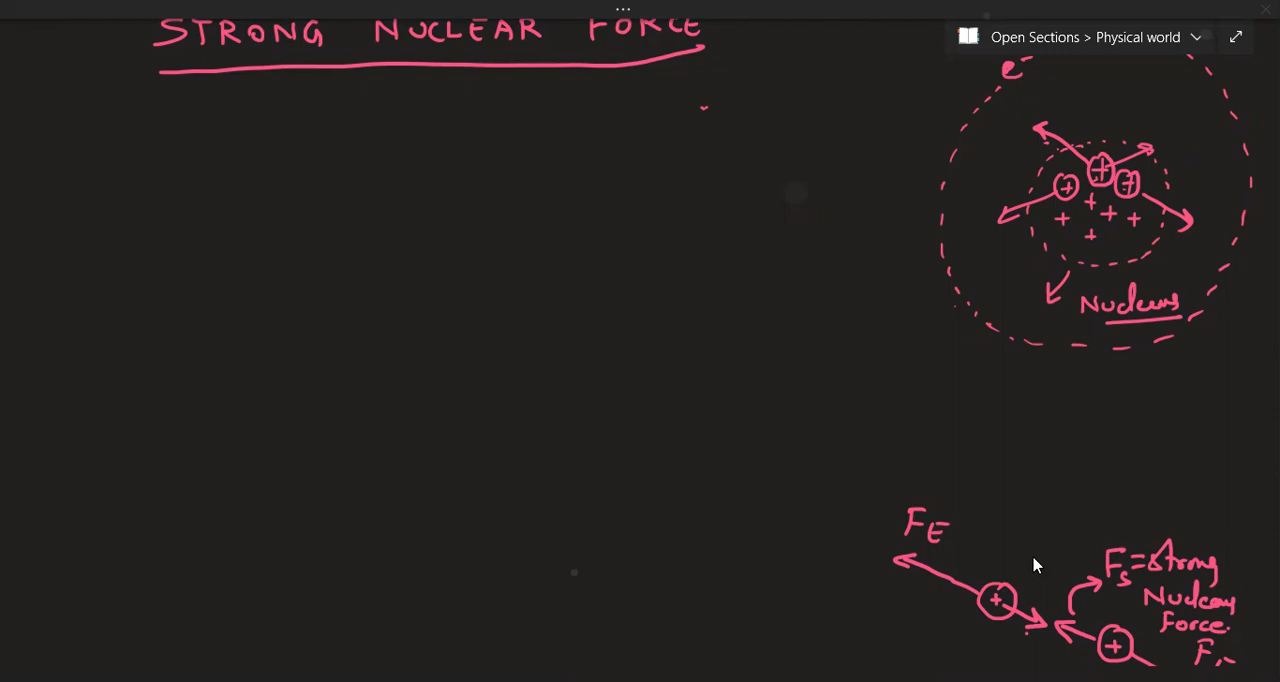 STRONG NUCLEAR FORCE
Open Sections > Physical world
e-
+ + +
+
+ + +
+
Nucleus
FE
Fs = Strong
Nuclear
Force.
+
+